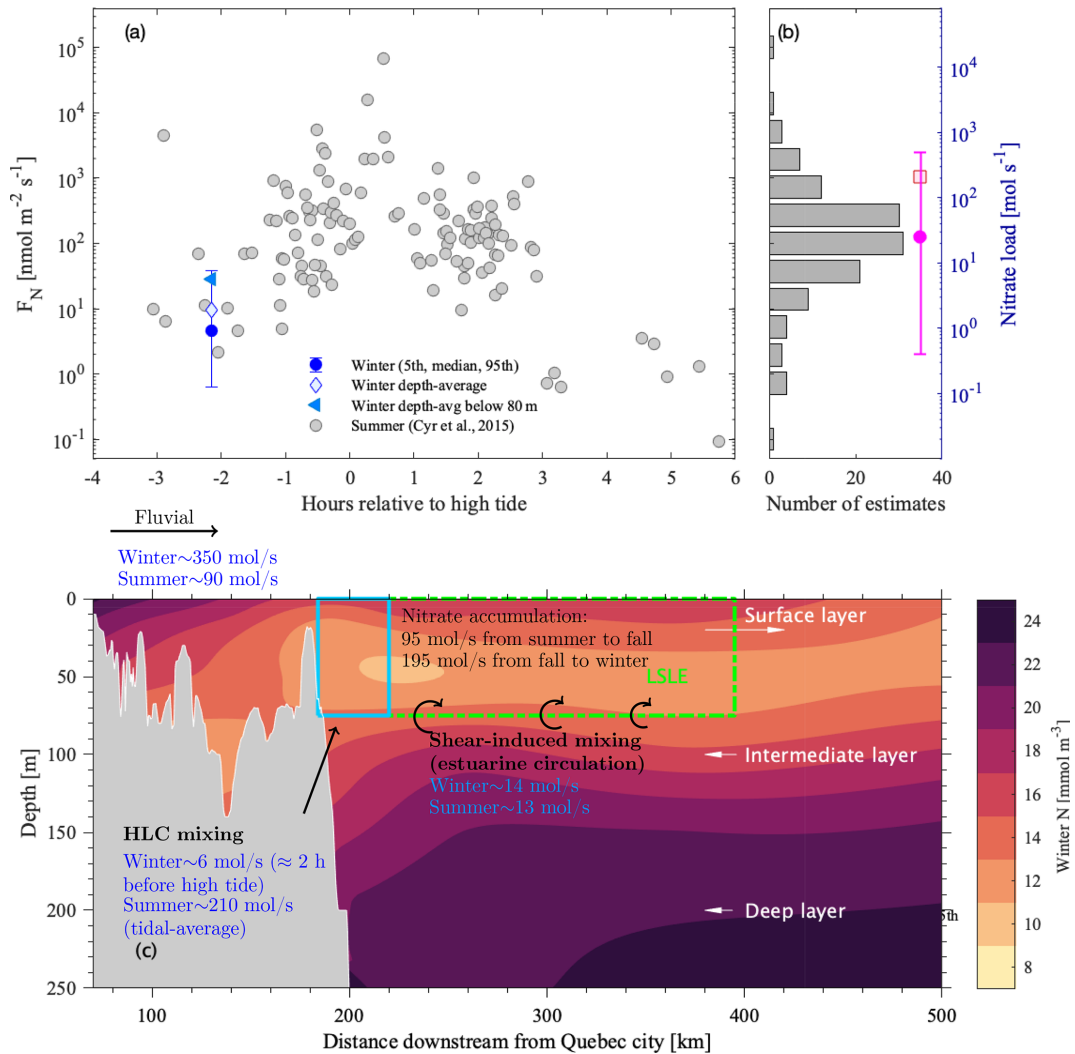 (a)
10^5
10^4
10^3
10^2
10^1
10^0
10^-1
F_N [nmol m^-2 s^-1]
-4 -3 -2 -1 0 1 2 3 4 5 6
Hours relative to high tide
Winter (5th, median, 95th)
Winter depth-average
Winter depth-avg below 80 m
Summer (Cyr et al., 2015)
(b)
10^4
10^3
10^2
10^1
10^0
10^-1
Nitrate load [mol s^-1]
0 20 40
Number of estimates
Fluvial
Winter~350 mol/s
Summer~90 mol/s
Nitrate accumulation:
95 mol/s from summer to fall
195 mol/s from fall to winter
Surface layer
LSLE
Shear-induced mixing
(estuarine circulation)
Winter~14 mol/s
Summer~13 mol/s
Intermediate layer
HLC mixing
Winter~6 mol/s (≈ 2 h
before high tide)
Summer~210 mol/s
(tidal-average)
Deep layer
5th
(c)
0
50
100
150
200
250
Depth [m]
100 200 300 400 500
Distance downstream from Quebec city [km]
25
23
22
20
19
17
15
14
13
12
10
8
Winter N [mmol m^-3]